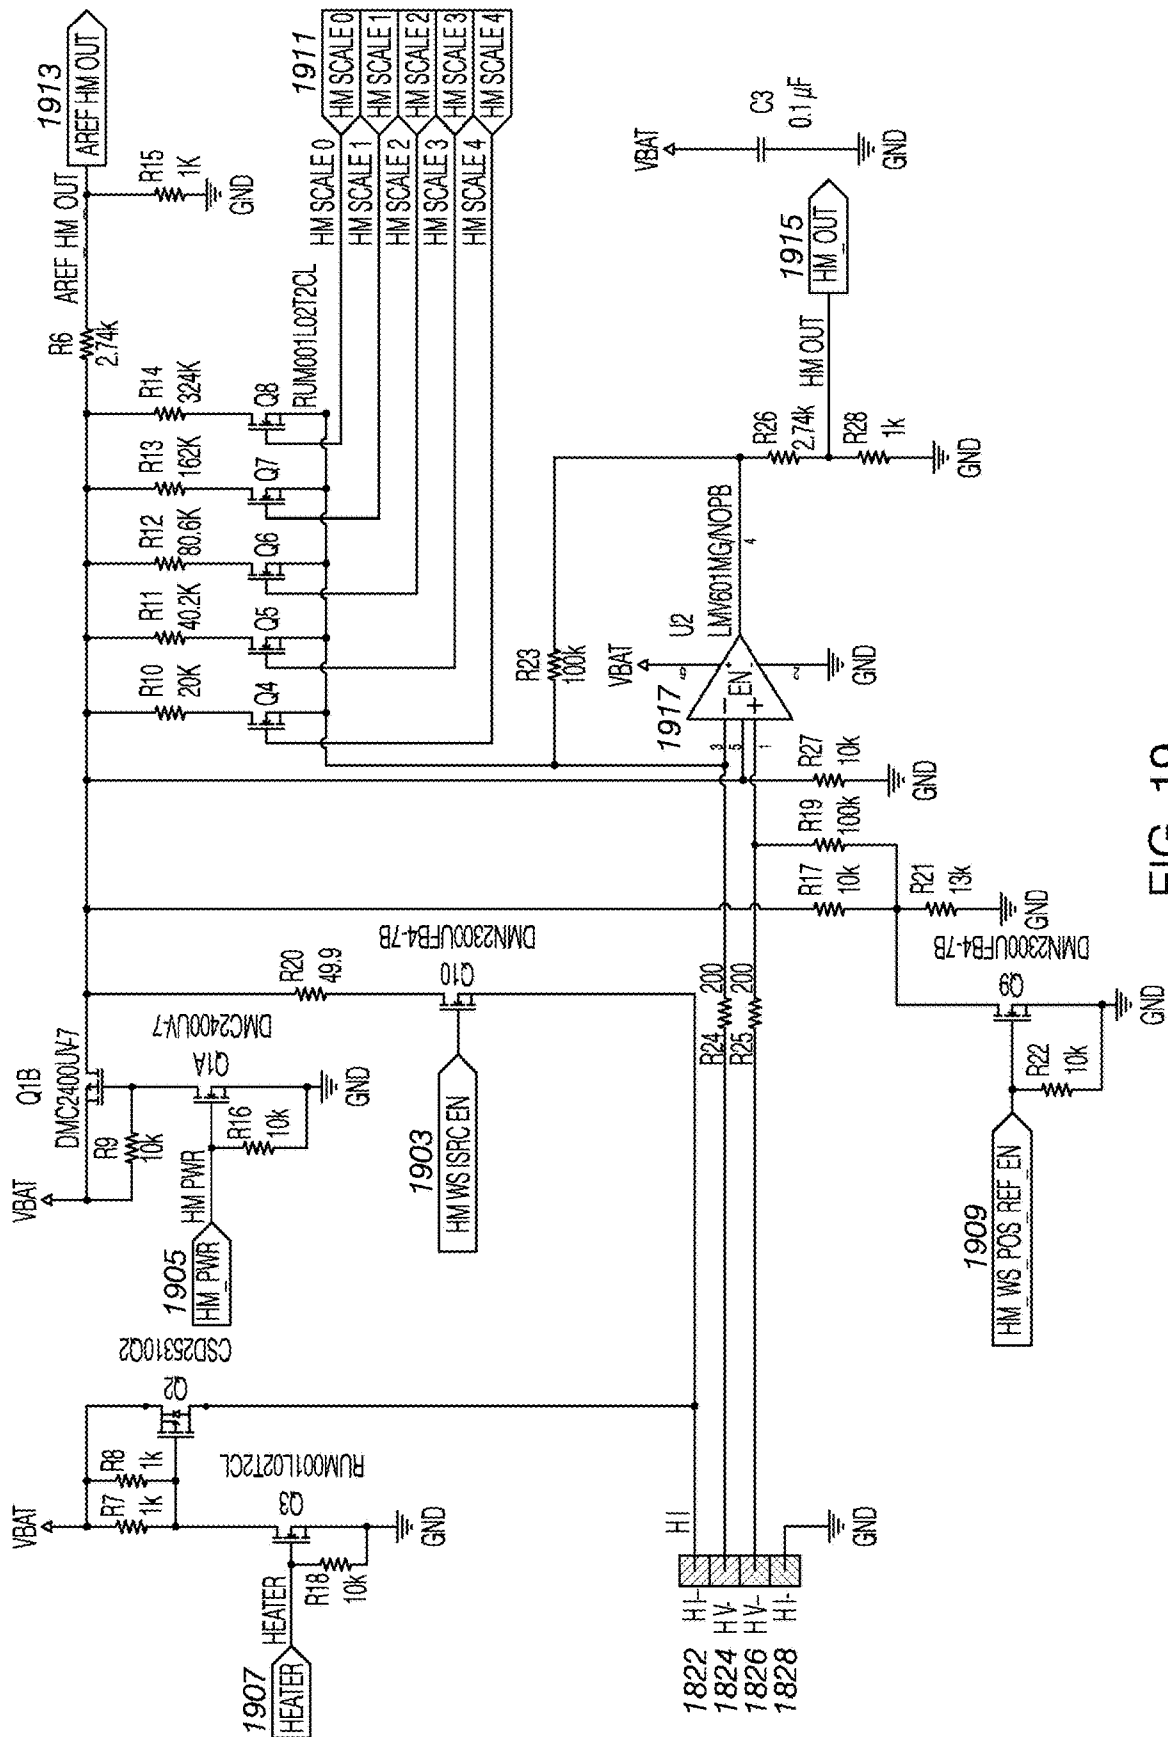 1913
AREF HM OUT
AREF HM OUT
R15
1K
GND
R6
2.74k
1911
HM SCALE 0
HM SCALE 1
HM SCALE 2
HM SCALE 3
HM SCALE 4
HM SCALE 0
HM SCALE 1
HM SCALE 2
HM SCALE 3
HM SCALE 4
RUM001L02T2CL
R14
324K
Q8
R13
162K
Q7
R12
80.6K
Q6
R11
40.2K
Q5
R10
20K
Q4
VBAT
C3
0.1 µF
GND
1915
HM_OUT
HM OUT
R26
2.74k
R28
1k
GND
R23
100k
U2
LMV601MG/NOPB
VBAT
1917
EN
6
4
2
3
5
1
−
+
GND
R27
10k
GND
R19
100k
R17
10k
R21
13k
GND
DMN2300UFB4-7B
Q9
GND
R22
10k
1909
HM_WS_POS_REF_EN
R20
49.9
DMN2300UFB4-7B
Q10
1903
HM WS ISRC EN
R24
200
R25
200
Q1B
DMC2400UV-7
DMC2400UV-7
Q1A
VBAT
R9
10k
R16
10k
GND
HM PWR
1905
HM_PWR
CSD25310Q2
Q2
R8
1k
R7
1k
VBAT
RUM001L02T2CL
Q3
GND
R18
10k
HEATER
1907
HEATER
HI
HI-
HV-
HV-
HI-
1822
1824
1826
1828
GND